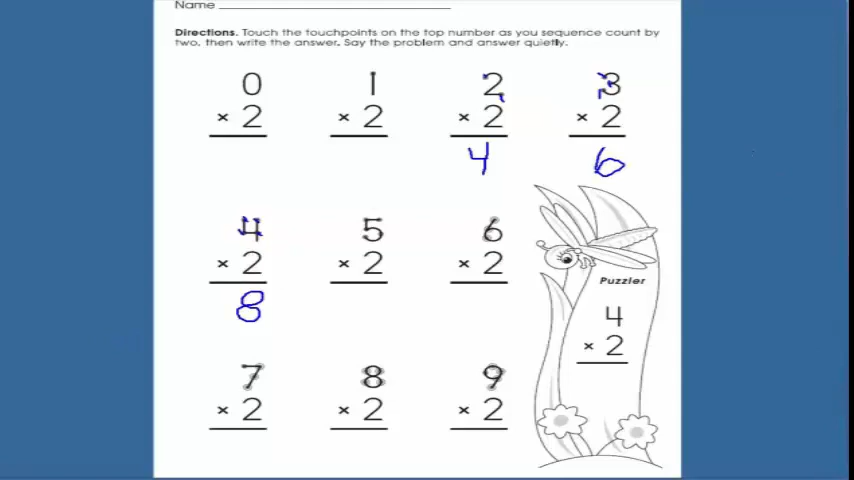 Name
Directions. Touch the touchpoints on the top number as you sequence count by
two, then write the answer. Say the problem and answer quietly.
0 1 2 3
× 2 × 2 × 2 × 2
4 6
4 5 6
× 2 × 2 × 2
8
Puzzler
4
× 2
7 8 9
× 2 × 2 × 2